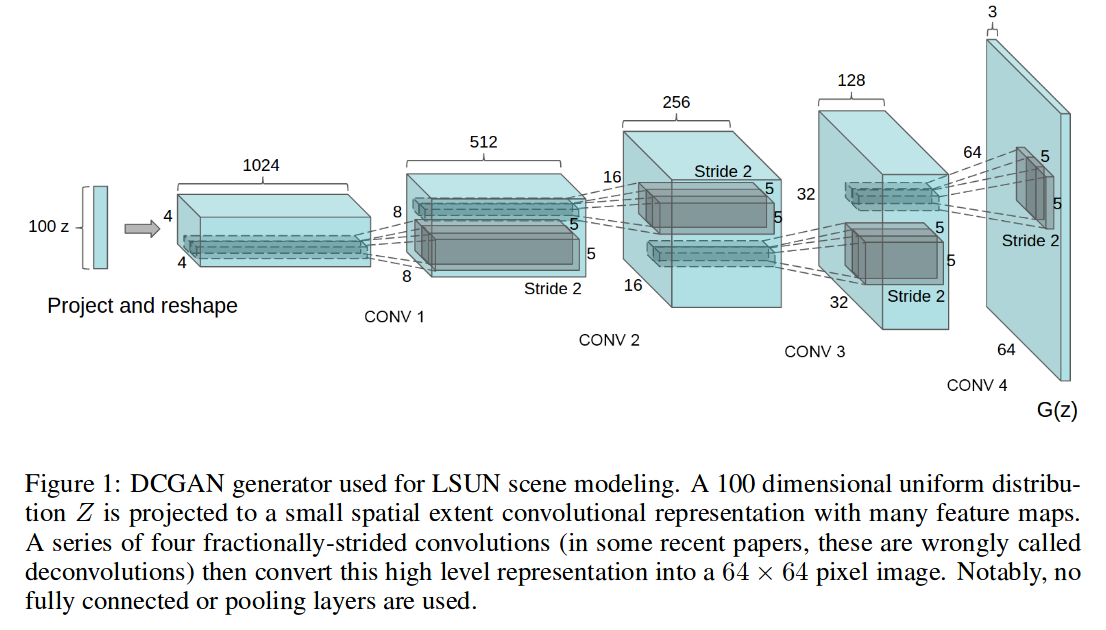 3
128
256
512
1024
64
5
5
Stride 2
16
Stride 2
5
5
32
4
8
100 z
5
5
Stride 2
5
5
Stride 2
4
8
16
32
64
Project and reshape
CONV 1
CONV 2
CONV 3
CONV 4
G(z)
Figure 1: DCGAN generator used for LSUN scene modeling. A 100 dimensional uniform distribu-
tion Z is projected to a small spatial extent convolutional representation with many feature maps.
A series of four fractionally-strided convolutions (in some recent papers, these are wrongly called
deconvolutions) then convert this high level representation into a 64 × 64 pixel image. Notably, no
fully connected or pooling layers are used.